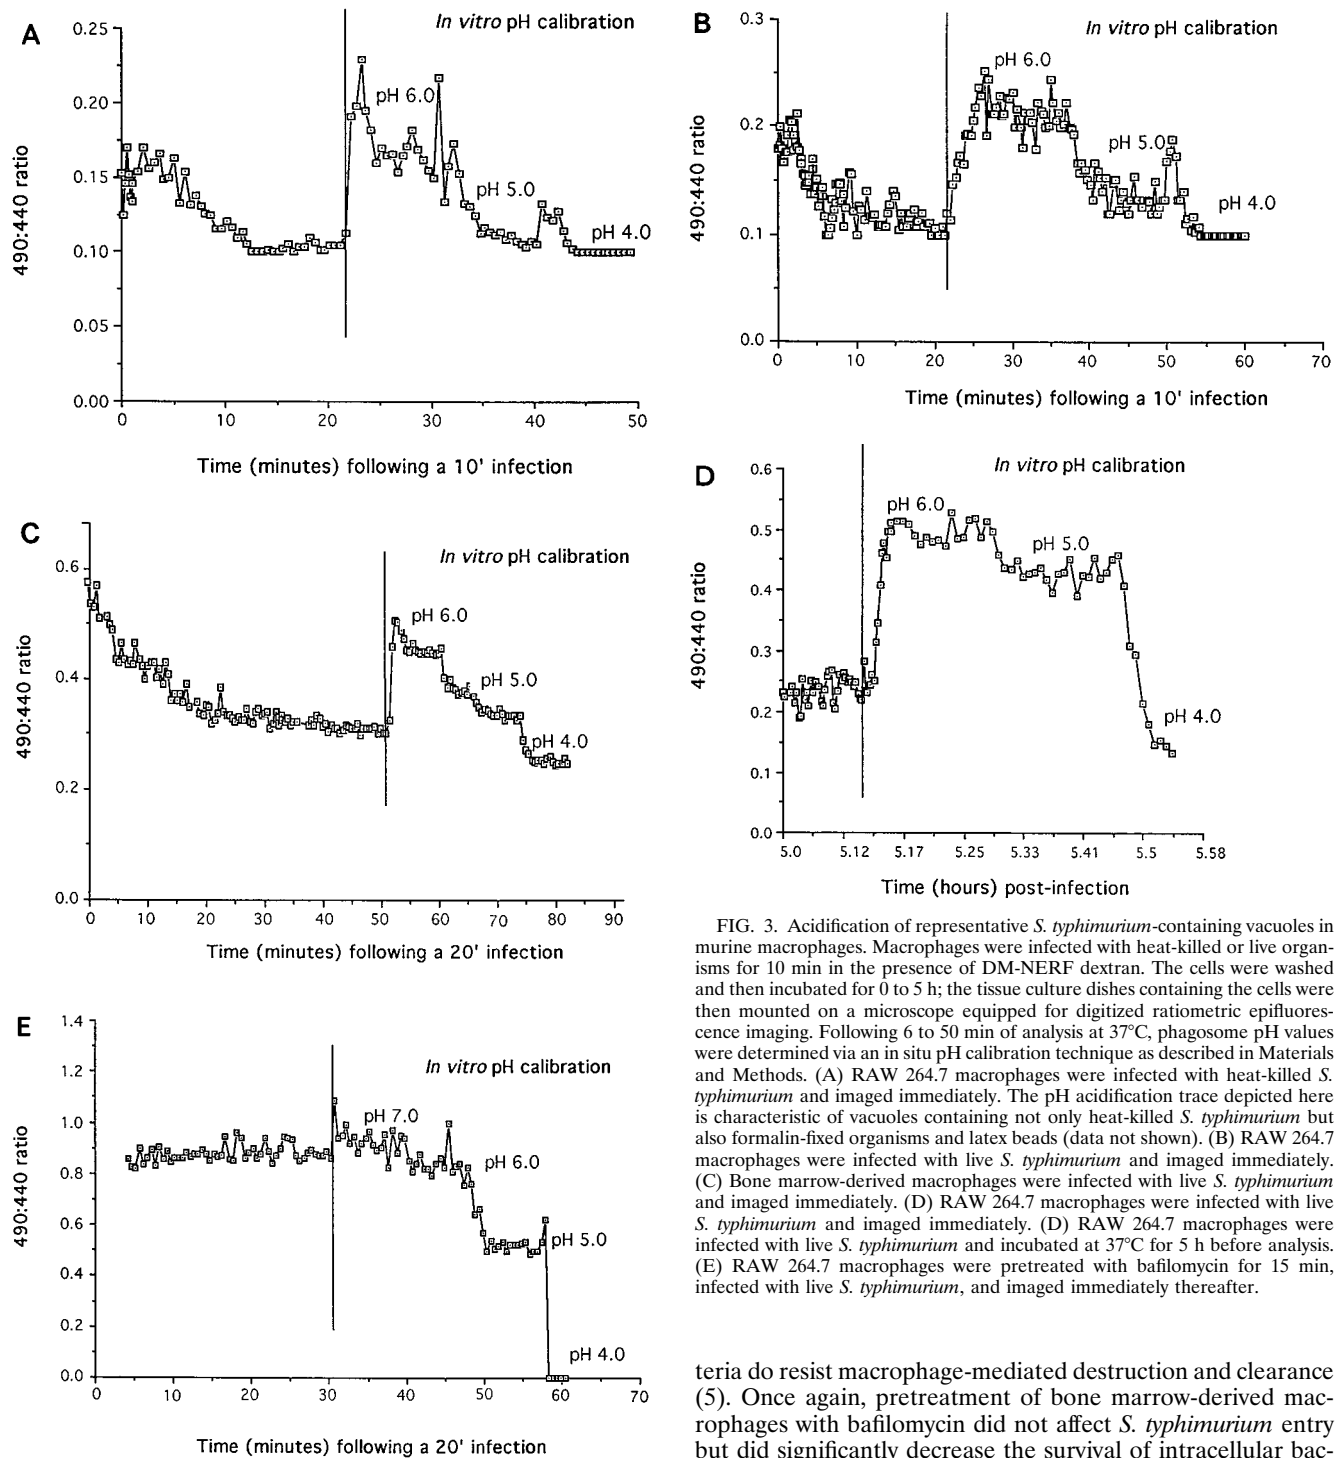 A
In vitro pH calibration
0.25
0.20
0.15
0.10
0.05
0.00
490:440 ratio
pH 6.0
pH 5.0
pH 4.0
0 10 20 30 40 50
Time (minutes) following a 10' infection
B
In vitro pH calibration
0.3
0.2
0.1
0.0
490:440 ratio
pH 6.0
pH 5.0
pH 4.0
0 10 20 30 40 50 60 70
Time (minutes) following a 10' infection
C
In vitro pH calibration
0.6
0.4
0.2
0.0
490:440 ratio
pH 6.0
pH 5.0
pH 4.0
0 10 20 30 40 50 60 70 80 90
Time (minutes) following a 20' infection
D
In vitro pH calibration
0.6
0.5
0.4
0.3
0.2
0.1
0.0
490:440 ratio
pH 6.0
pH 5.0
pH 4.0
5.0 5.12 5.17 5.25 5.33 5.41 5.5 5.58
Time (hours) post-infection
E
In vitro pH calibration
1.4
1.2
1.0
0.8
0.6
0.4
0.2
0.0
490:440 ratio
pH 7.0
pH 6.0
pH 5.0
pH 4.0
0 10 20 30 40 50 60 70
Time (minutes) following a 20' infection
FIG. 3. Acidification of representative S. typhimurium-containing vacuoles in
murine macrophages. Macrophages were infected with heat-killed or live organ-
isms for 10 min in the presence of DM-NERF dextran. The cells were washed
and then incubated for 0 to 5 h; the tissue culture dishes containing the cells were
then mounted on a microscope equipped for digitized ratiometric epifluores-
cence imaging. Following 6 to 50 min of analysis at 37°C, phagosome pH values
were determined via an in situ pH calibration technique as described in Materials
and Methods. (A) RAW 264.7 macrophages were infected with heat-killed S.
typhimurium and imaged immediately. The pH acidification trace depicted here
is characteristic of vacuoles containing not only heat-killed S. typhimurium but
also formalin-fixed organisms and latex beads (data not shown). (B) RAW 264.7
macrophages were infected with live S. typhimurium and imaged immediately.
(C) Bone marrow-derived macrophages were infected with live S. typhimurium
and imaged immediately. (D) RAW 264.7 macrophages were infected with live
S. typhimurium and imaged immediately. (D) RAW 264.7 macrophages were
infected with live S. typhimurium and incubated at 37°C for 5 h before analysis.
(E) RAW 264.7 macrophages were pretreated with bafilomycin for 15 min,
infected with live S. typhimurium, and imaged immediately thereafter.
teria do resist macrophage-mediated destruction and clearance
(5). Once again, pretreatment of bone marrow-derived mac-
rophages with bafilomycin did not affect S. typhimurium entry
but did significantly decrease the survival of intracellular bac-